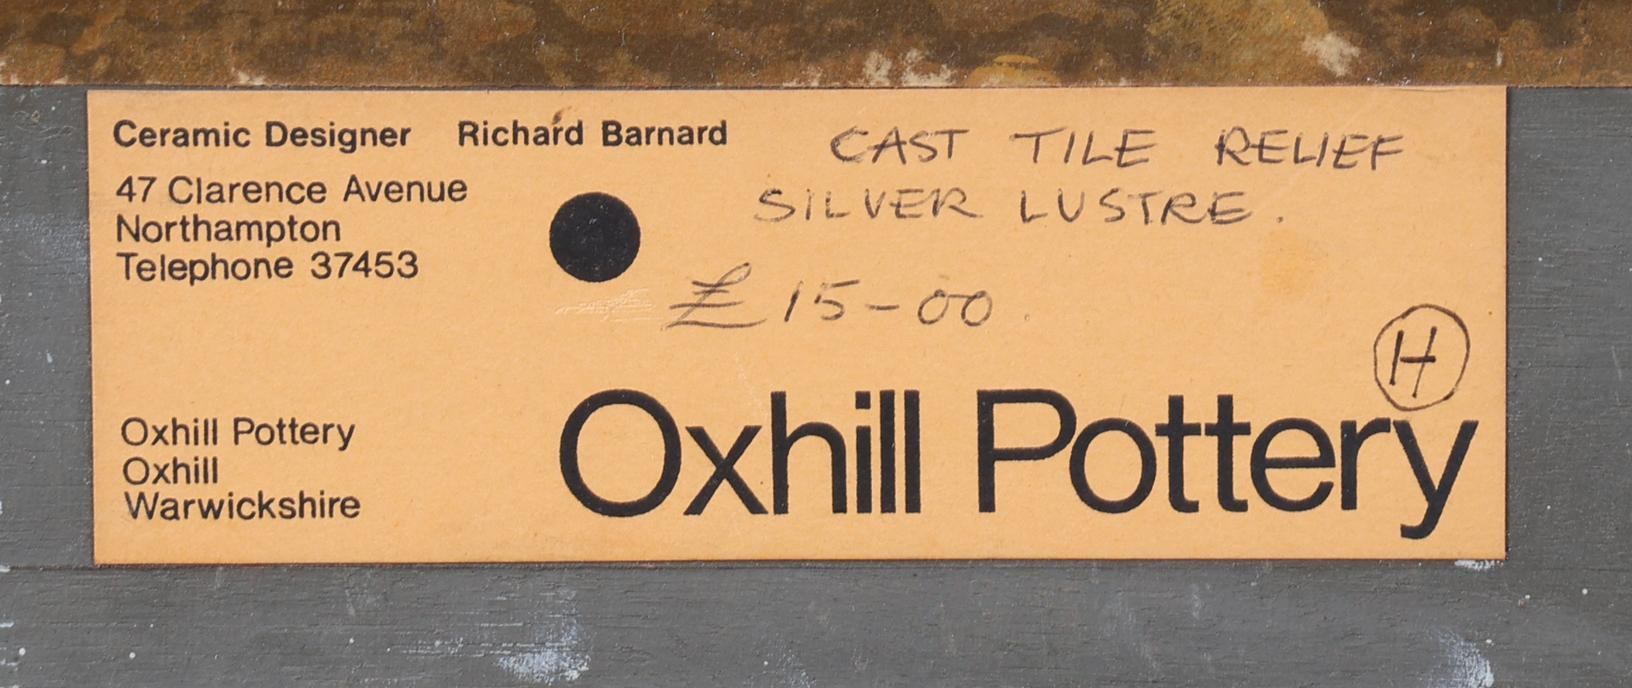 Ceramic Designer Richard Barnard
47 Clarence Avenue
Northampton
Telephone 37453
CAST TILE RELIEF
SILVER LUSTRE.
£15-00.
H
Oxhill Pottery
Oxhill
Warwickshire
Oxhill Pottery